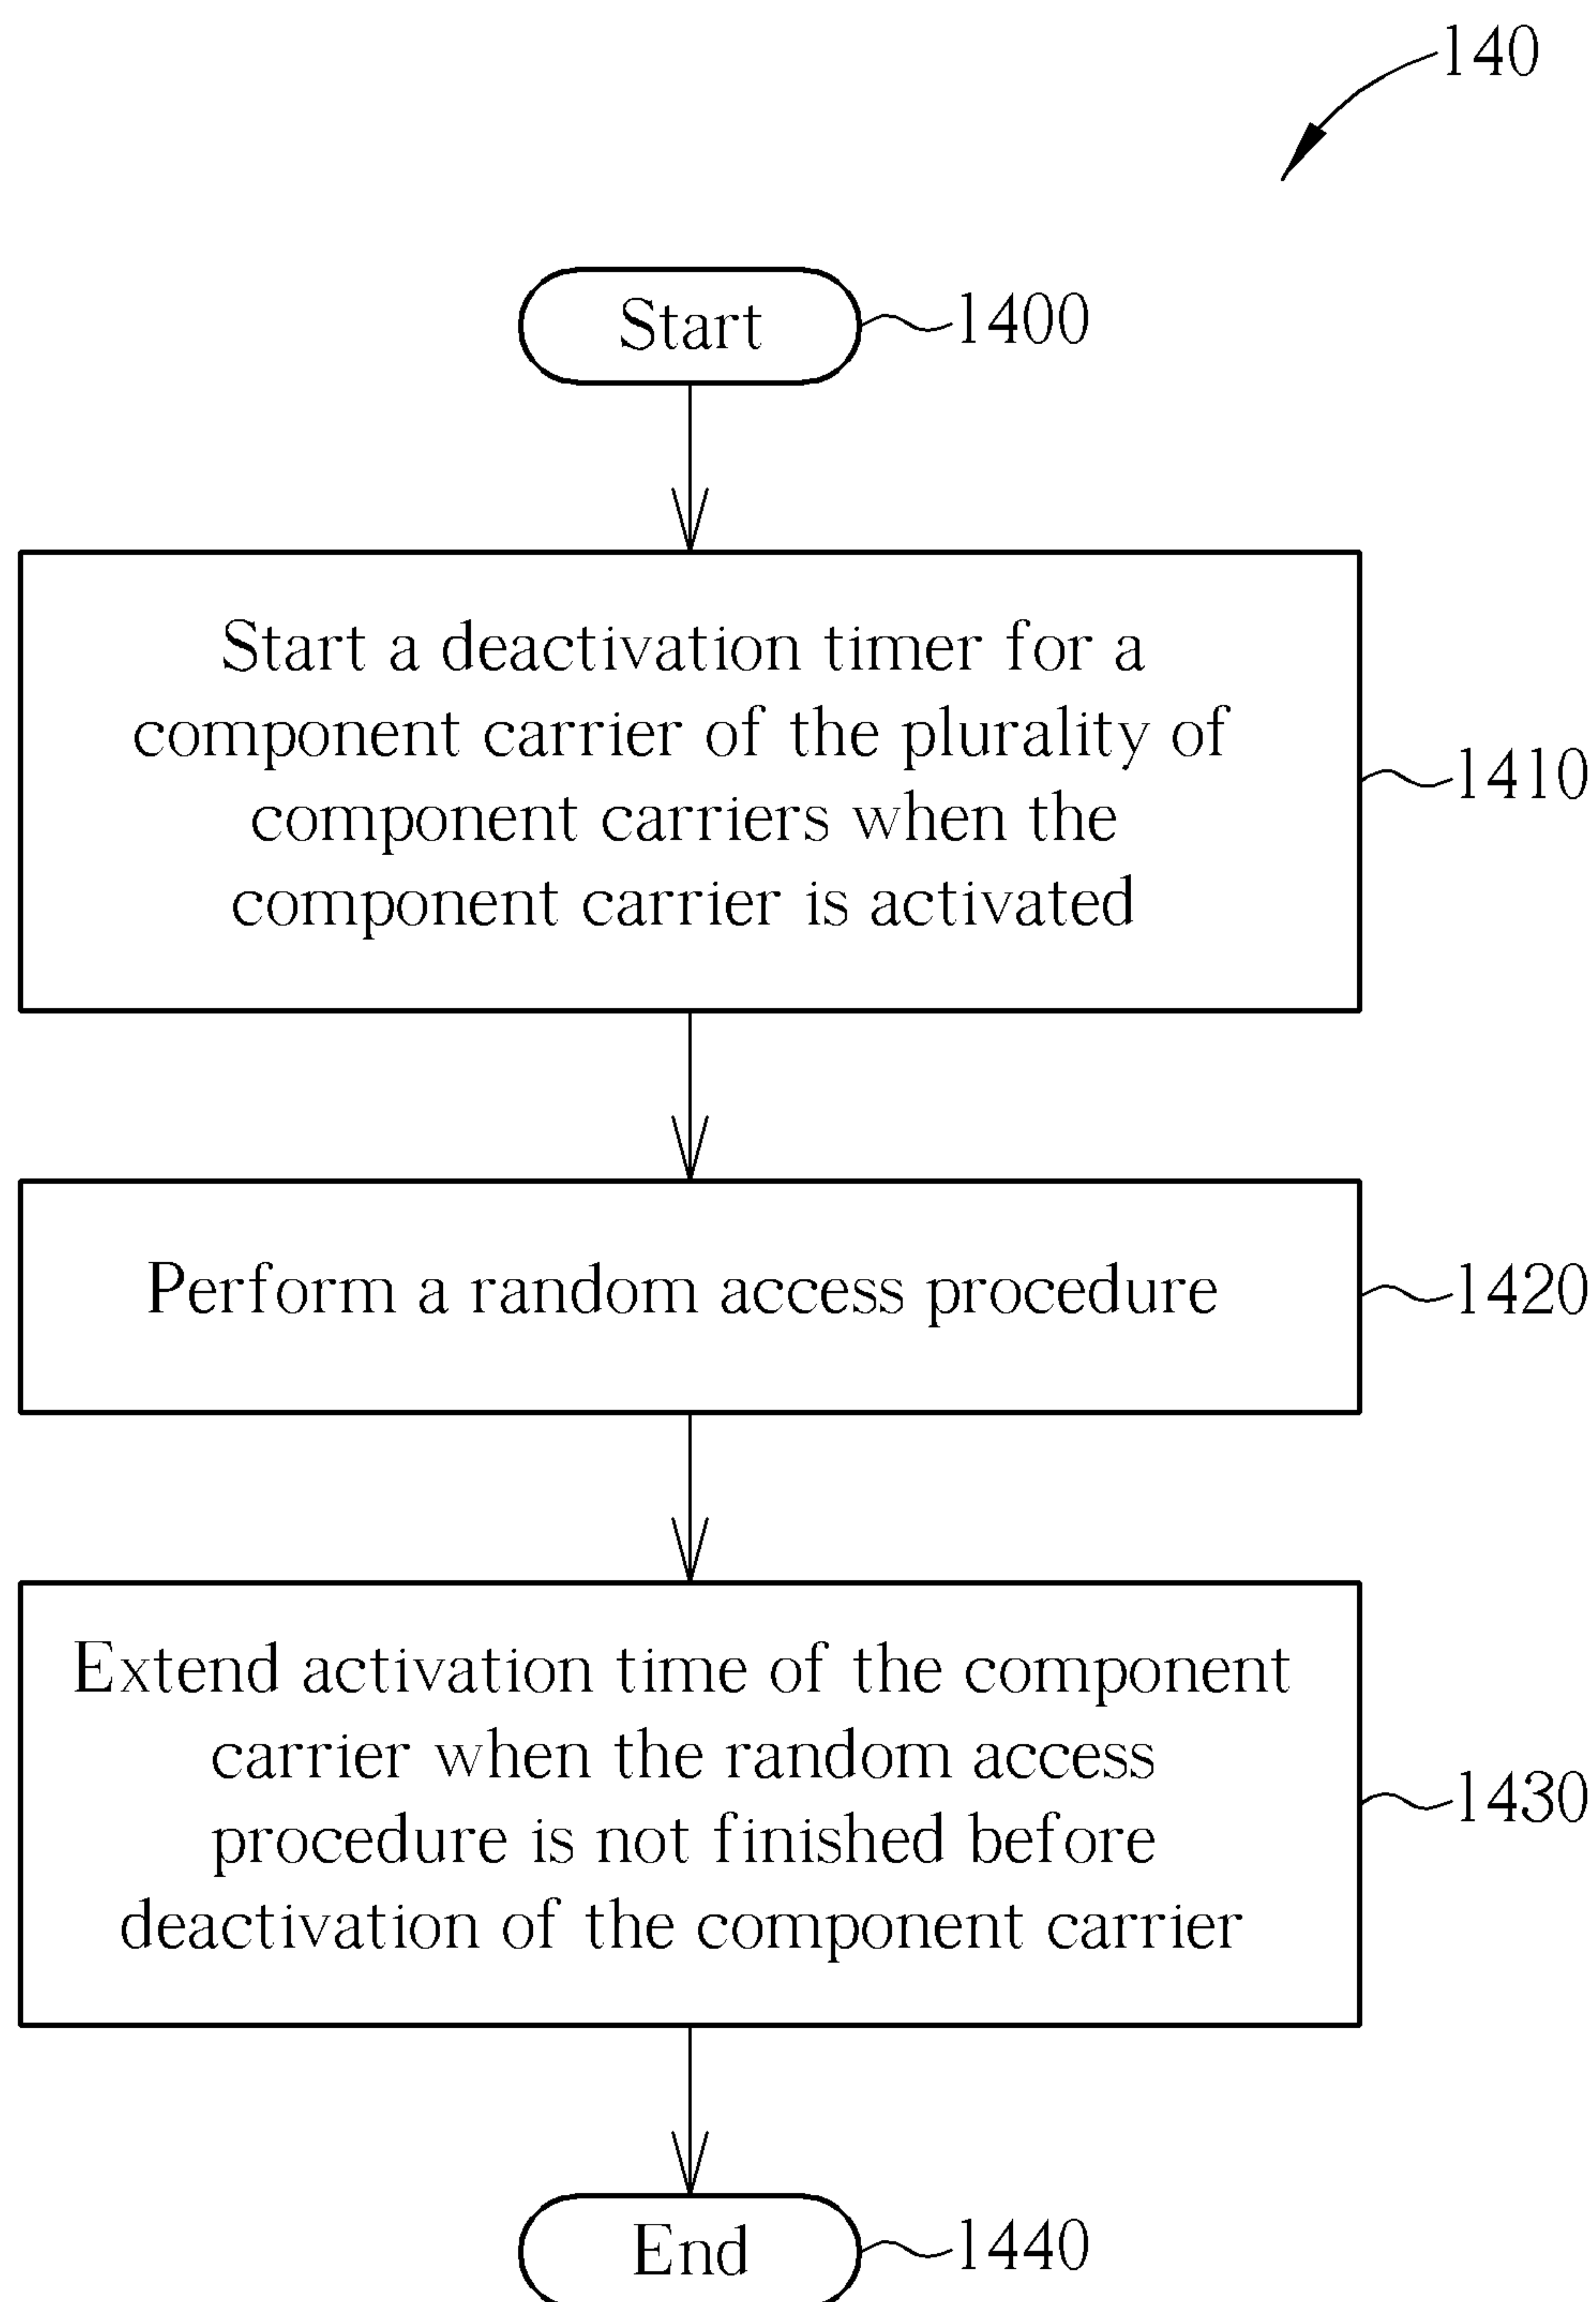 140
Start
1400
Start a deactivation timer for a
component carrier of the plurality of
component carriers when the
component carrier is activated
1410
Perform a random access procedure
1420
Extend activation time of the component
carrier when the random access
procedure is not finished before
deactivation of the component carrier
1430
End
1440